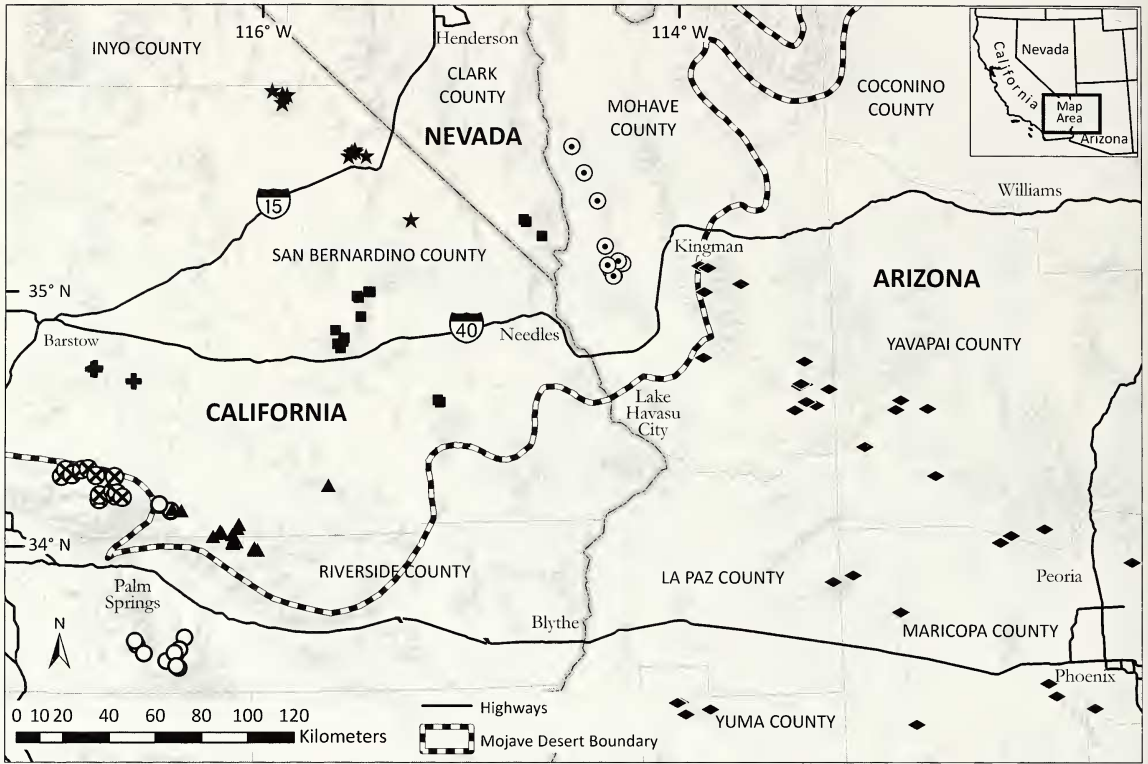 116° W
114° W
INYO COUNTY
Henderson
CLARK
COUNTY
NEVADA
MOHAVE
COUNTY
COCONINO
COUNTY
California
Nevada
Map
Area
Arizona
Williams
15
SAN BERNARDINO COUNTY
Kingman
ARIZONA
35° N
40
Needles
Barstow
YAVAPAI COUNTY
CALIFORNIA
Lake
Havasu
City
34° N
RIVERSIDE COUNTY
LA PAZ COUNTY
Peoria
Palm
Springs
Blythe
MARICOPA COUNTY
N
Phoenix
0 10 20 40 60 80 100 120
Kilometers
Highways
Mojave Desert Boundary
YUMA COUNTY